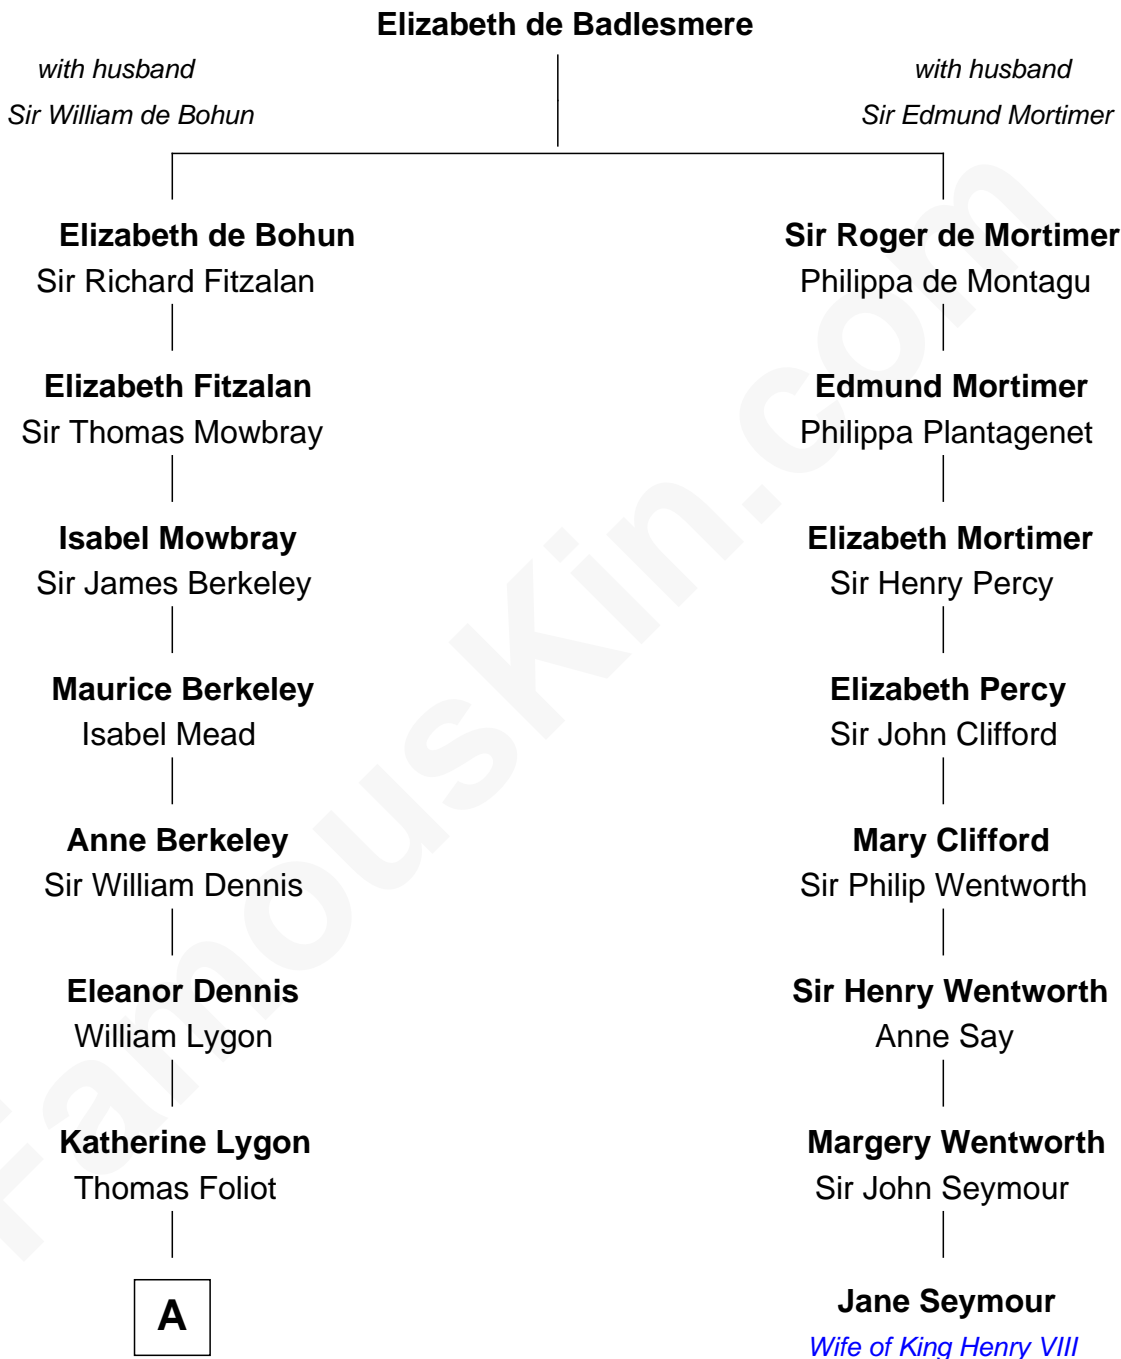 Elizabeth de Badlesmere
with husband
Sir William de Bohun
with husband
Sir Edmund Mortimer
Elizabeth de Bohun
Sir Richard Fitzalan
Sir Roger de Mortimer
Philippa de Montagu
Elizabeth Fitzalan
Sir Thomas Mowbray
Edmund Mortimer
Philippa Plantagenet
Isabel Mowbray
Sir James Berkeley
Elizabeth Mortimer
Sir Henry Percy
Maurice Berkeley
Isabel Mead
Elizabeth Percy
Sir John Clifford
Anne Berkeley
Sir William Dennis
Mary Clifford
Sir Philip Wentworth
Eleanor Dennis
William Lygon
Sir Henry Wentworth
Anne Say
Katherine Lygon
Thomas Foliot
Margery Wentworth
Sir John Seymour
A
Jane Seymour
Wife of King Henry VIII
FamousKin.com